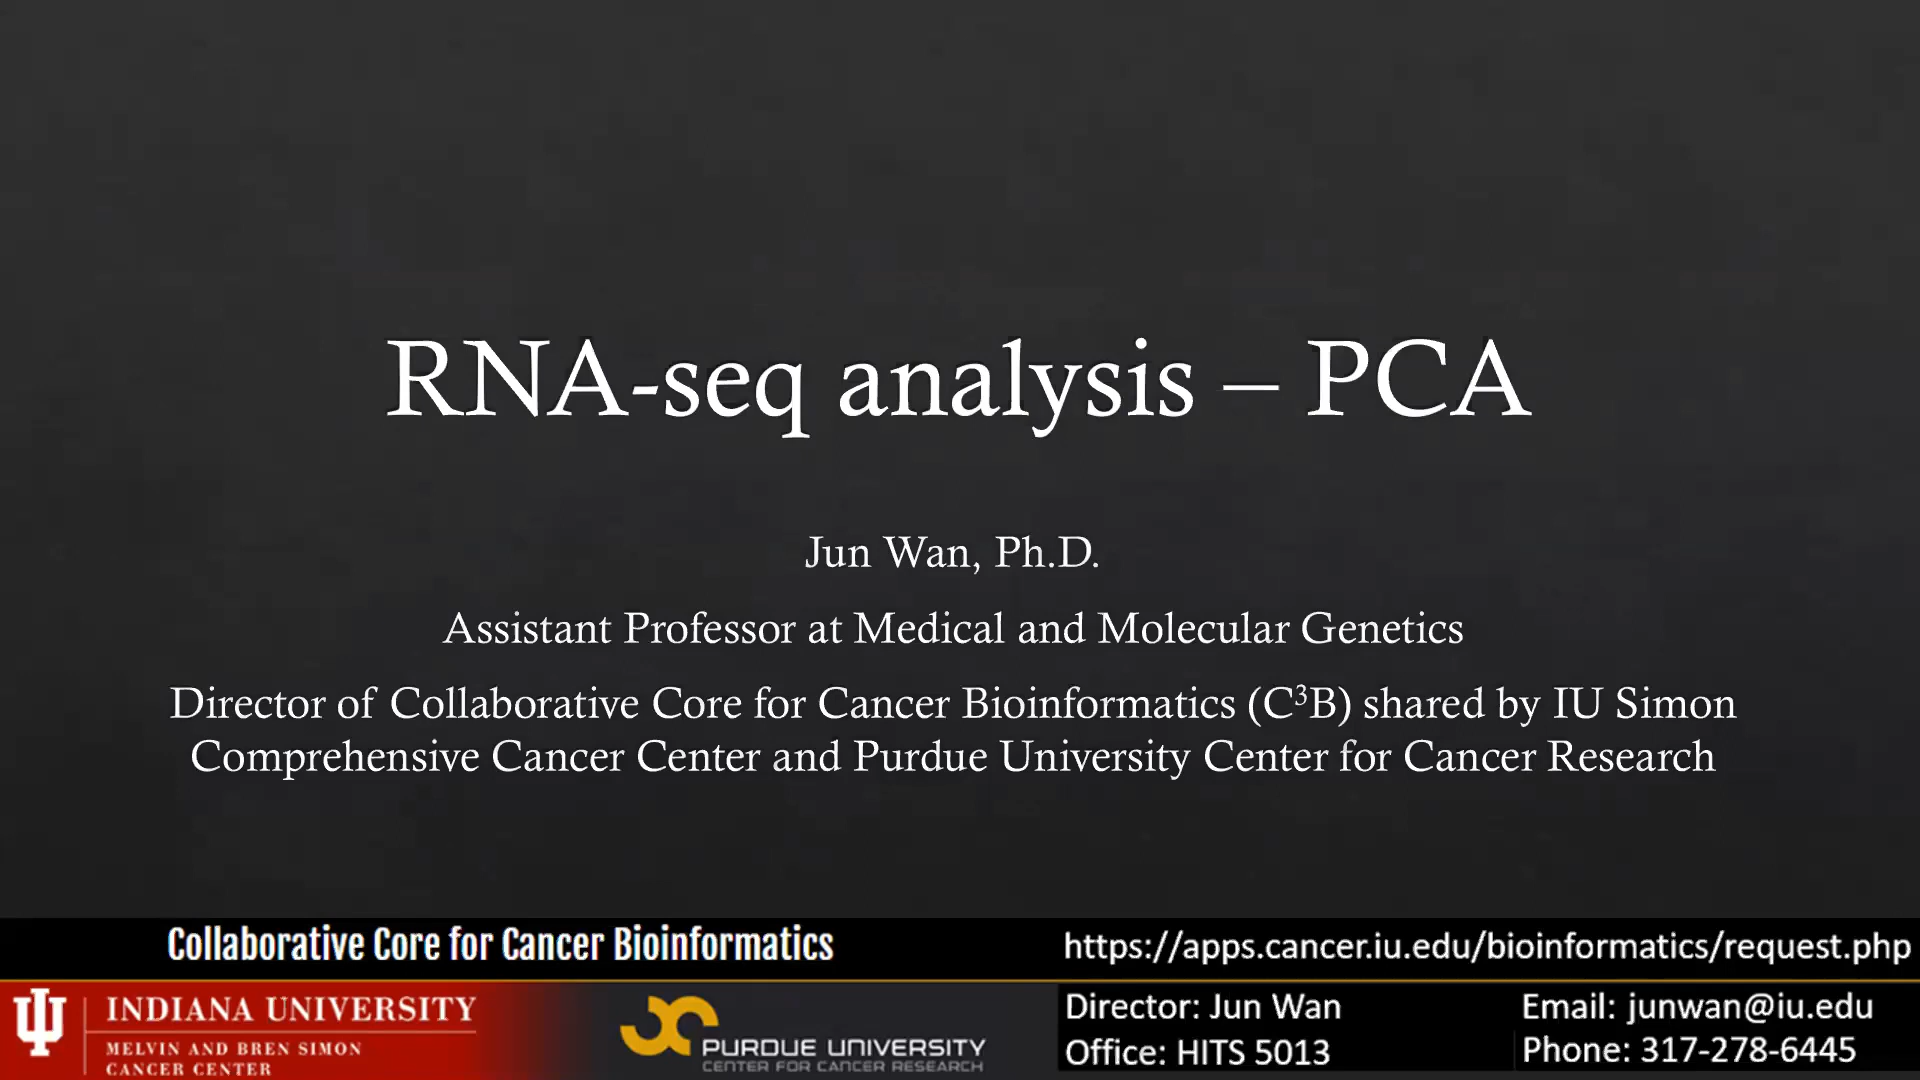 RNA-seq analysis – PCA
Jun Wan, Ph.D.
Assistant Professor at Medical and Molecular Genetics
Director of Collaborative Core for Cancer Bioinformatics (C³B) shared by IU Simon
Comprehensive Cancer Center and Purdue University Center for Cancer Research
Collaborative Core for Cancer Bioinformatics
https://apps.cancer.iu.edu/bioinformatics/request.php
INDIANA UNIVERSITY
MELVIN AND BREN SIMON
CANCER CENTER
PURDUE UNIVERSITY
CENTER FOR CANCER RESEARCH
Director: Jun Wan
Office: HITS 5013
Email: junwan@iu.edu
Phone: 317-278-6445